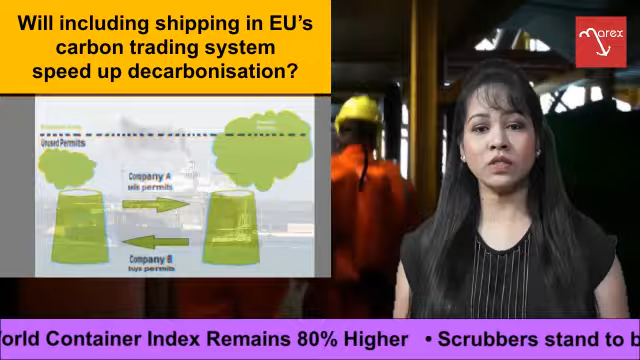 Will including shipping in EU's
carbon trading system
speed up decarbonisation?
marex
Unused Permits
Company A
sells permits
Company B
buys permits
orld Container Index Remains 80% Higher • Scrubbers stand to b